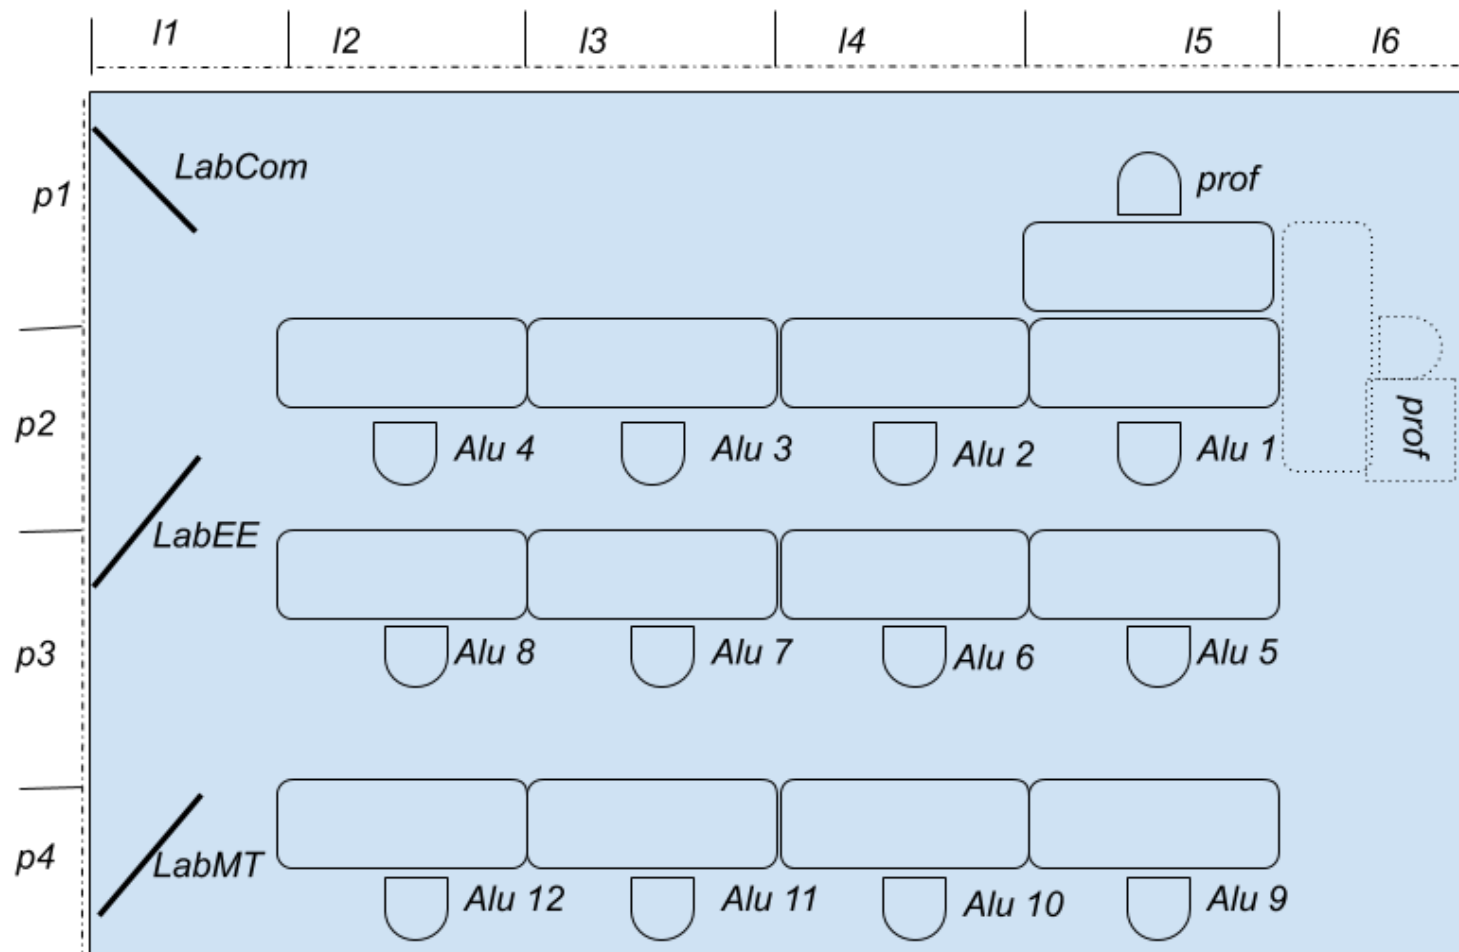 l1 l2 l3 l4 l5 l6
p1
LabCom
prof
p2
Alu 4 Alu 3 Alu 2 Alu 1
prof
LabEE
p3
Alu 8 Alu 7 Alu 6 Alu 5
p4
LabMT
Alu 12 Alu 11 Alu 10 Alu 9